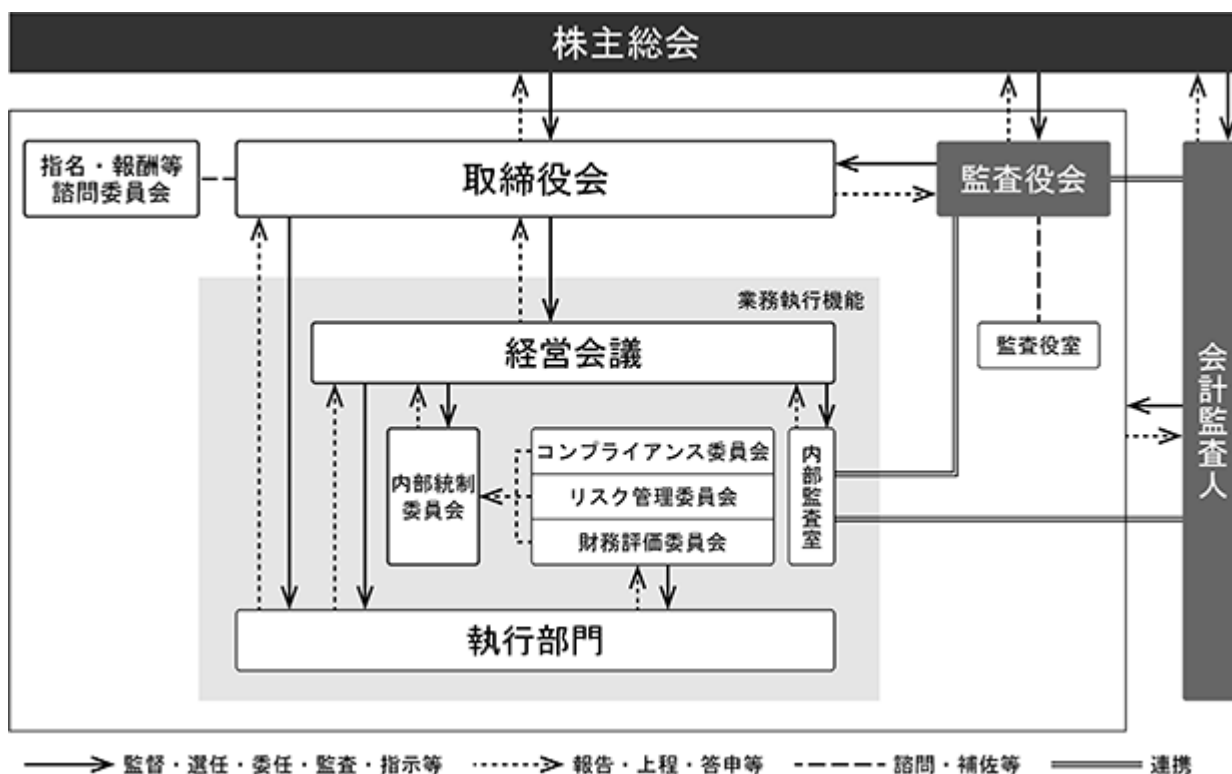 株主総会
指名・報酬等
諮問委員会
取締役会
監査役会
業務執行機能
経営会議
監査役室
会計監査人
内部統制
委員会
コンプライアンス委員会
リスク管理委員会
財務評価委員会
内部監査室
執行部門
監督・選任・委任・監査・指示等
報告・上程・答申等
諮問・補佐等
連携